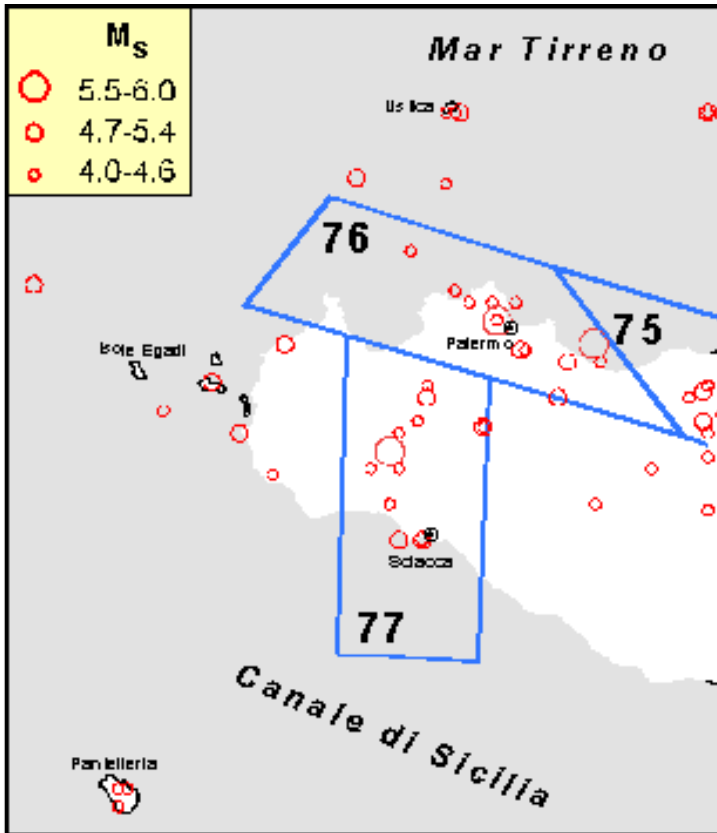 Ms
5.5-6.0
4.7-5.4
4.0-4.6
Mar Tirreno
Ustica
76
75
Palermo
Isole Egadi
Sciacca
77
Canale di Sicilia
Pantelleria